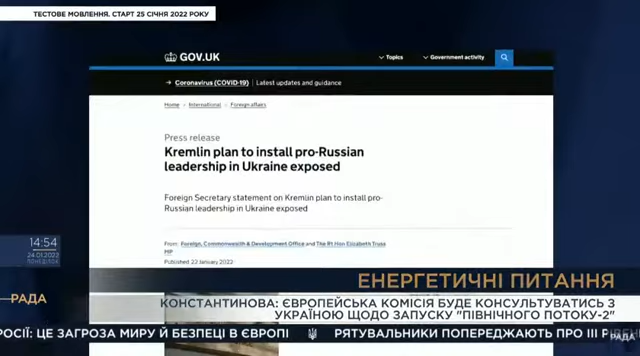 ТЕСТОВЕ МОВЛЕННЯ. СТАРТ 25 СІЧНЯ 2022 РОКУ
GOV.UK
Topics
Government activity
Coronavirus (COVID-19) Latest updates and guidance
Home > International > Foreign affairs
Press release
Kremlin plan to install pro-Russian
leadership in Ukraine exposed
Foreign Secretary statement on Kremlin plan to install pro-
Russian leadership in Ukraine exposed
From: Foreign, Commonwealth & Development Office and The Rt Hon Elizabeth Truss
MP
Published 22 January 2022
14:54
24.01.2022
ПОНЕДІЛОК
РАДА
ЕНЕРГЕТИЧНІ ПИТАННЯ
КОНСТАНТИНОВА: ЄВРОПЕЙСЬКА КОМІСІЯ БУДЕ КОНСУЛЬТУВАТИСЬ З
УКРАЇНОЮ ЩОДО ЗАПУСКУ "ПІВНІЧНОГО ПОТОКУ-2"
РОСІЇ: ЦЕ ЗАГРОЗА МИРУ Й БЕЗПЕЦІ В ЄВРОПІ РЯТУВАЛЬНИКИ ПОПЕРЕДЖАЮТЬ ПРО ІІІ
РАДА